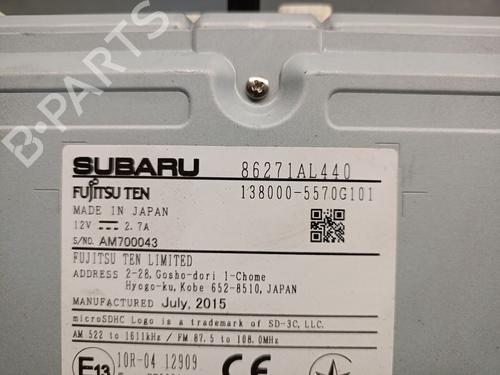 B-PARTS
SUBARU 86271AL440
FUJITSU TEN 138000-5570G101
MADE IN JAPAN
12V 2.7A
S/NO. AM700043
FUJITSU TEN LIMITED
ADDRESS 2-28, Gosho-dori 1-Chome
Hyogo-ku, Kobe 652-8510, JAPAN
MANUFACTURED July, 2015
microSDHC Logo is a trademark of SD-3C, LLC.
AM 522 to 1611kHz / FM 87.5 to 108.0MHz
E13 10R-04 12909 CE